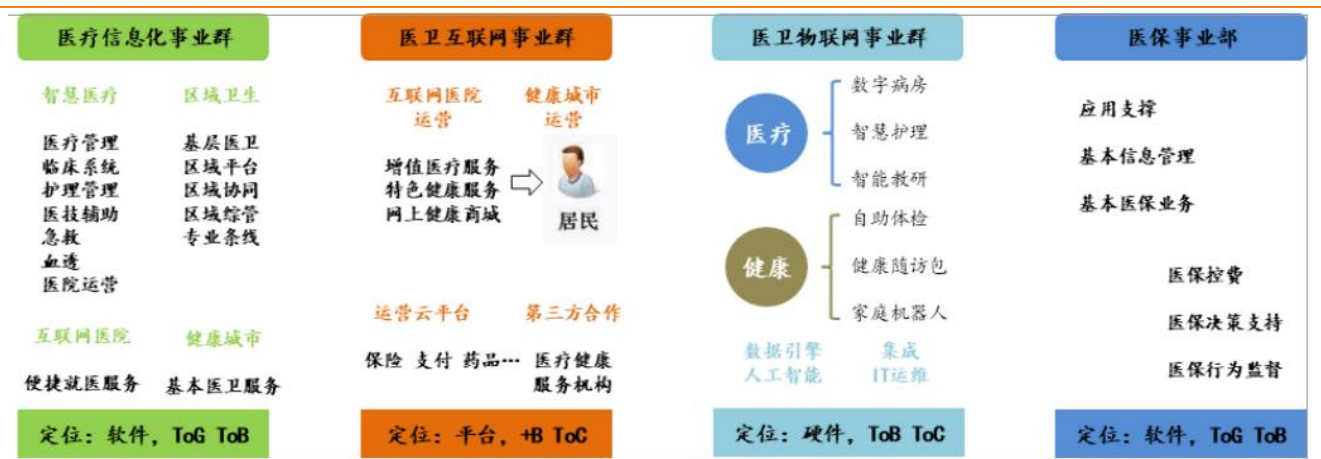 医疗信息化事业群
智慧医疗
区域卫生
医疗管理
临床系统
护理管理
医技辅助
急救
血透
医院运营
基层医卫
区域平台
区域协同
区域综管
专业条线
互联网医院
健康城市
便捷就医服务
基本医卫服务
定位：软件，ToG ToB
医卫互联网事业群
互联网医院
运营
健康城市
运营
增值医疗服务
特色健康服务
网上健康商城
居民
运营云平台
第三方合作
保险 支付 药品…
医疗健康
服务机构
定位：平台，+B ToC
医卫物联网事业群
医疗
数字病房
智慧护理
智能教研
健康
自助体检
健康随访包
家庭机器人
数据引擎
人工智能
集成
IT运维
定位：硬件，ToB ToC
医保事业部
应用支撑
基本信息管理
基本医保业务
医保控费
医保决策支持
医保行为监督
定位：软件，ToG ToB